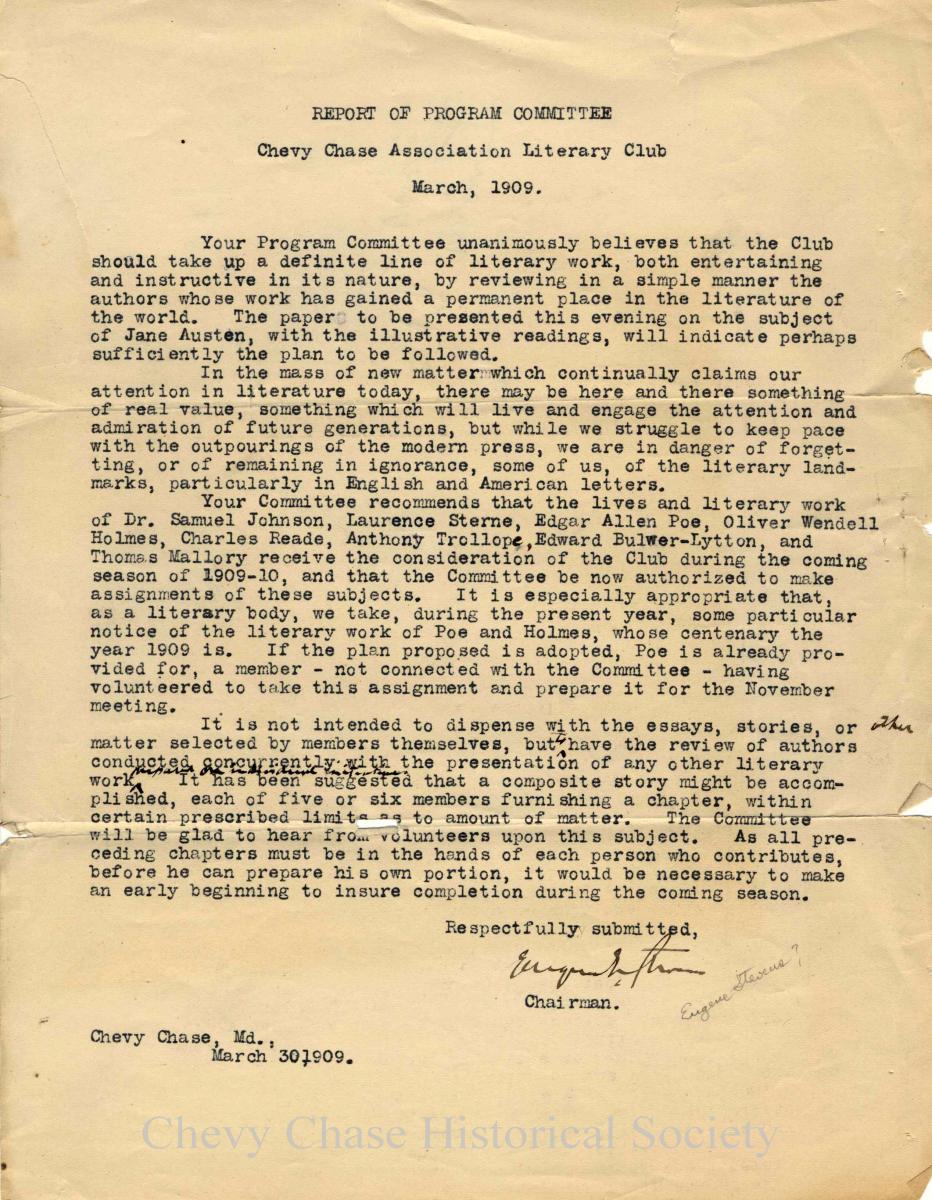 REPORT OF PROGRAM COMMITTEE
Chevy Chase Association Literary Club
March, 1909.
Your Program Committee unanimously believes that the Club
should take up a definite line of literary work, both entertaining
and instructive in its nature, by reviewing in a simple manner the
authors whose work has gained a permanent place in the literature of
the world. The paper to be presented this evening on the subject
of Jane Austen, with the illustrative readings, will indicate perhaps
sufficiently the plan to be followed.
In the mass of new matter which continually claims our
attention in literature today, there may be here and there something
of real value, something which will live and engage the attention and
admiration of future generations, but while we struggle to keep pace
with the outpourings of the modern press, we are in danger of forget-
ting, or of remaining in ignorance, some of us, of the literary land-
marks, particularly in English and American letters.
Your Committee recommends that the lives and literary work
of Dr. Samuel Johnson, Laurence Sterne, Edgar Allen Poe, Oliver Wendell
Holmes, Charles Reade, Anthony Trollope, Edward Bulwer-Lytton, and
Thomas Mallory receive the consideration of the Club during the coming
season of 1909-10, and that the Committee be now authorized to make
assignments of these subjects. It is especially appropriate that,
as a literary body, we take, during the present year, some particular
notice of the literary work of Poe and Holmes, whose centenary the
year 1909 is. If the plan proposed is adopted, Poe is already pro-
vided for, a member - not connected with the Committee - having
volunteered to take this assignment and prepare it for the November
meeting.
It is not intended to dispense with the essays, stories, or other
matter selected by members themselves, but to have the review of authors
conducted concurrently with the presentation of any other literary
work. It has been suggested that a composite story might be accom-
plished, each of five or six members furnishing a chapter, within
certain prescribed limits as to amount of matter. The Committee
will be glad to hear from volunteers upon this subject. As all pre-
ceding chapters must be in the hands of each person who contributes,
before he can prepare his own portion, it would be necessary to make
an early beginning to insure completion during the coming season.
Respectfully submitted,
Chairman.
Eugene Stevens?
Chevy Chase, Md.,
March 30, 1909.
Chevy Chase Historical Society